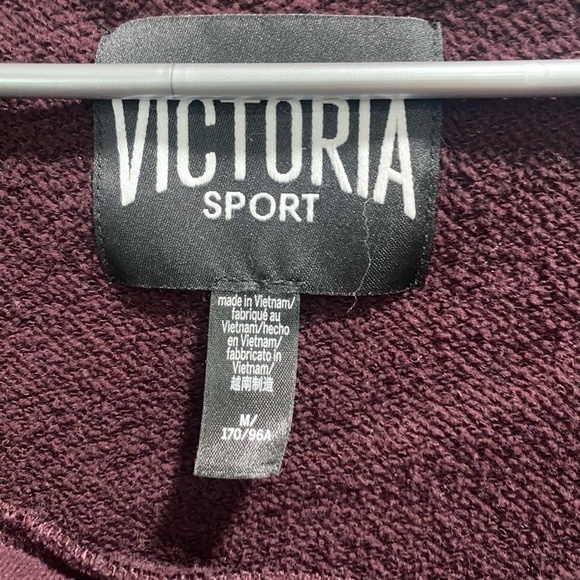 VICTORIA
SPORT
made in Vietnam/
fabriqué au
Vietnam/hecho
en Vietnam/
fabbricato in
Vietnam/
越南制造
M/
170/96A